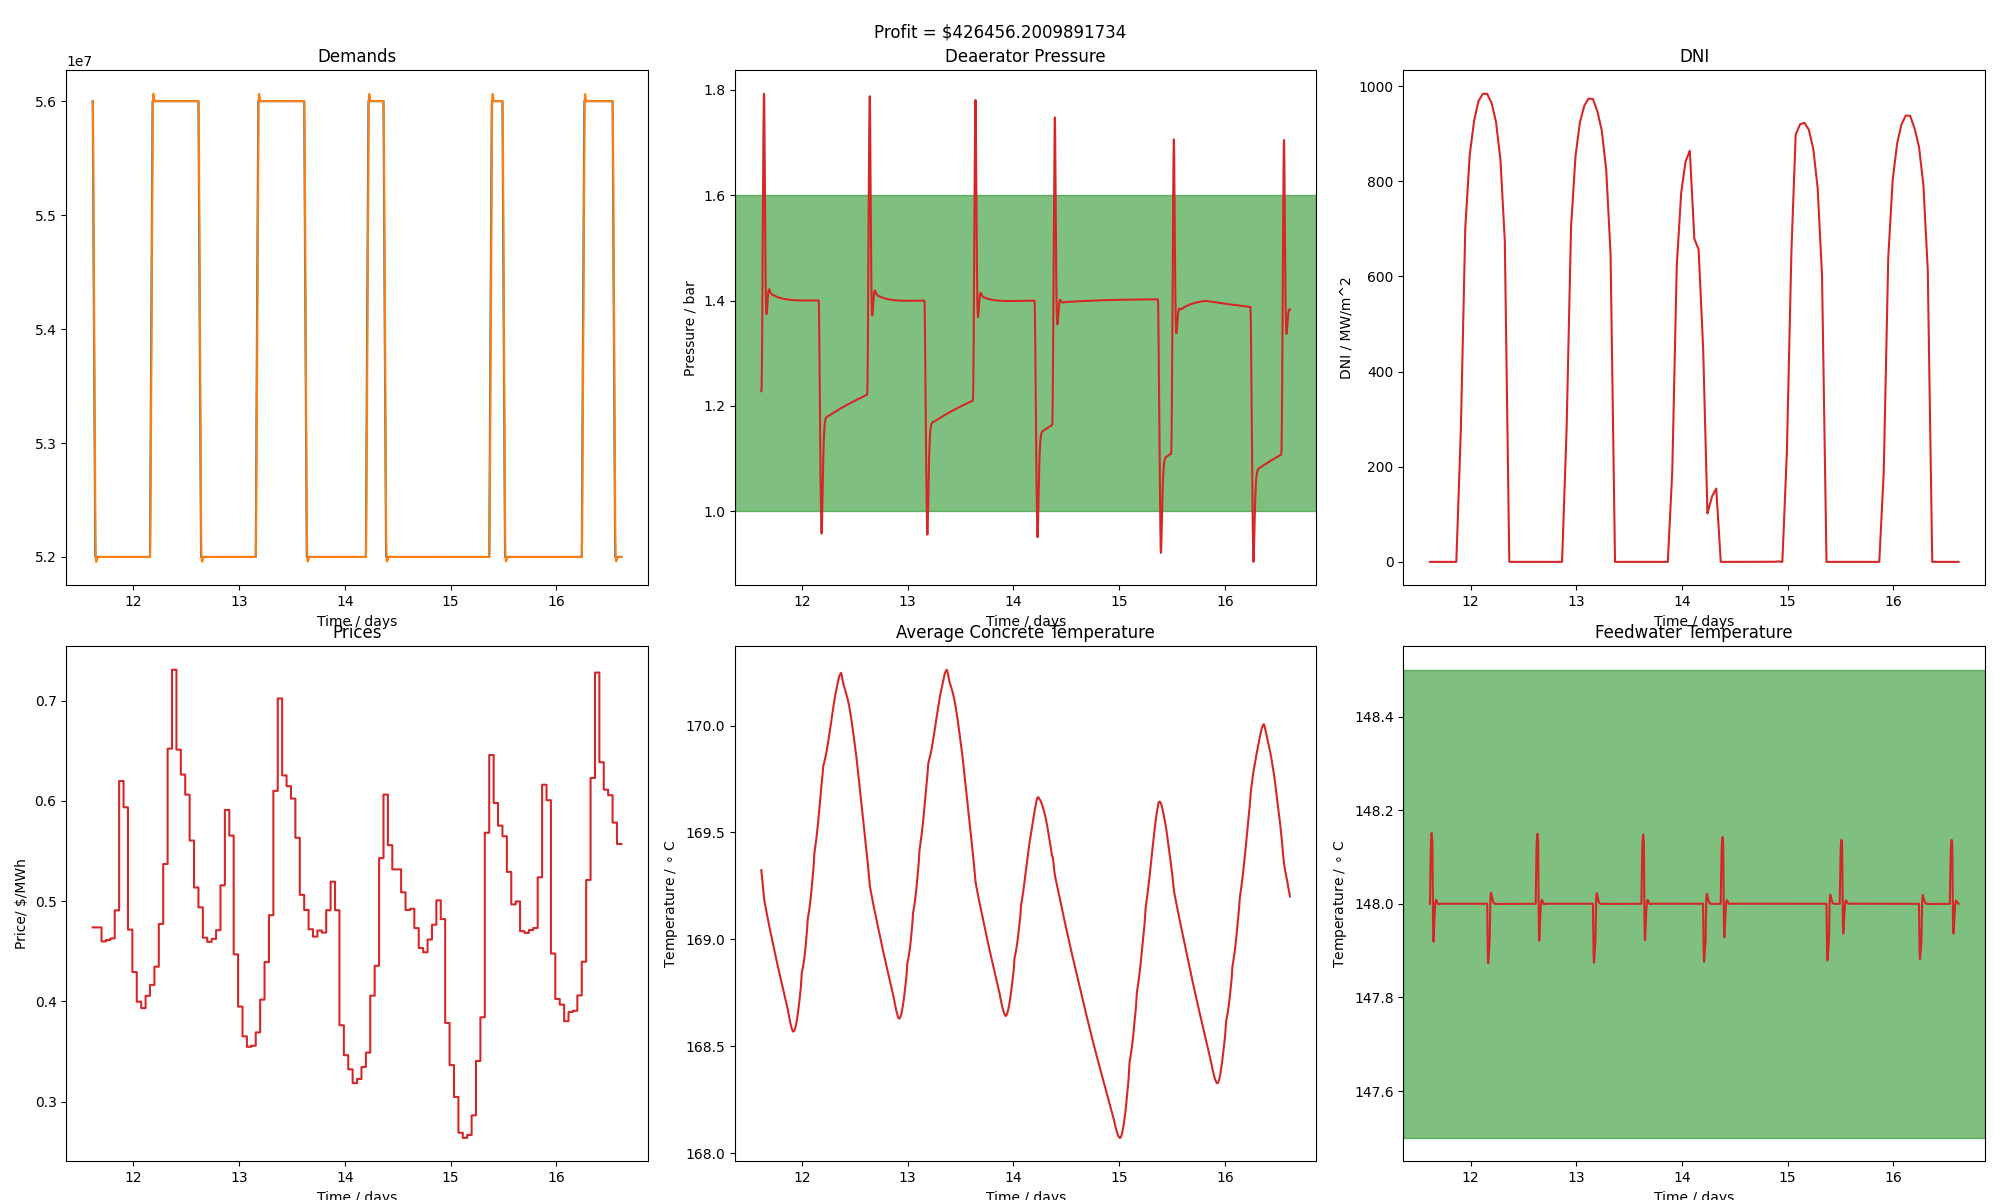 Profit = $426456.2009891734
Demands
1e7
5.6
5.5
5.4
5.3
5.2
12 13 14 15 16
Time / days
Deaerator Pressure
Pressure / bar
1.8
1.6
1.4
1.2
1.0
12 13 14 15 16
Time / days
DNI
DNI / MW/m^2
1000
800
600
400
200
0
12 13 14 15 16
Time / days
Prices
Price/ $/MWh
0.7
0.6
0.5
0.4
0.3
12 13 14 15 16
Time / days
Average Concrete Temperature
Temperature / ∘ C
170.0
169.5
169.0
168.5
168.0
12 13 14 15 16
Time / days
Feedwater Temperature
Temperature / ∘ C
148.4
148.2
148.0
147.8
147.6
12 13 14 15 16
Time / days